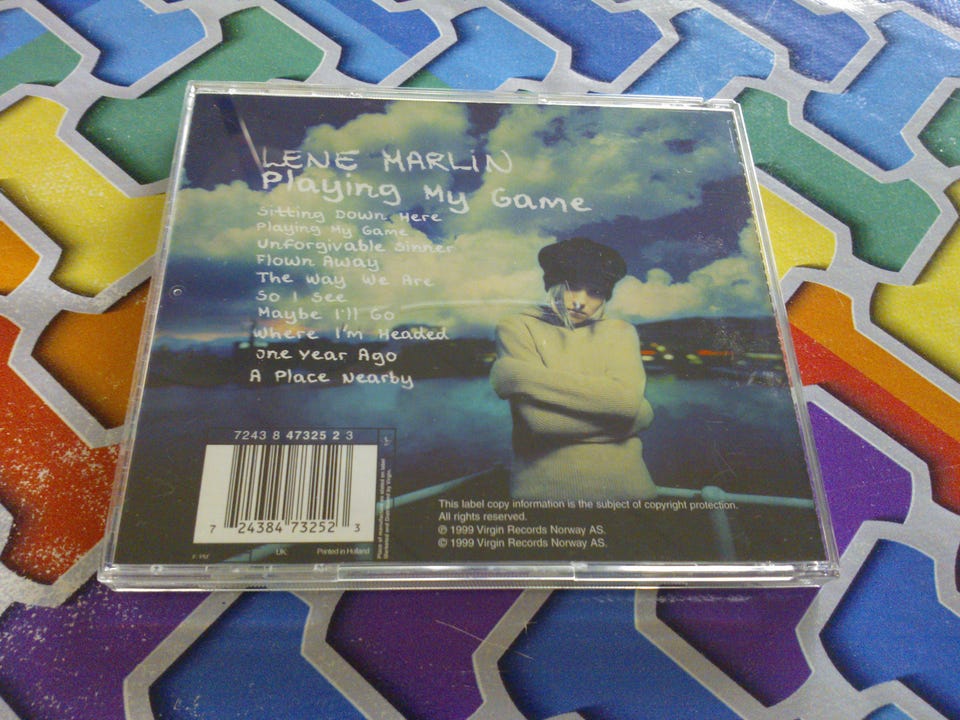 LENE MARLiN
Playing My Game
Sitting Down Here
Playing My Game
Unforgivable Sinner
Flown Away
The Way We Are
So I See
Maybe I'll Go
Where I'm Headed
One Year Ago
A Place Nearby
7243 8 47325 2 3
7 24384 73252 3
UK
Printed in Holland
This label copy information is the subject of copyright protection.
All rights reserved.
℗ 1999 Virgin Records Norway AS.
© 1999 Virgin Records Norway AS.